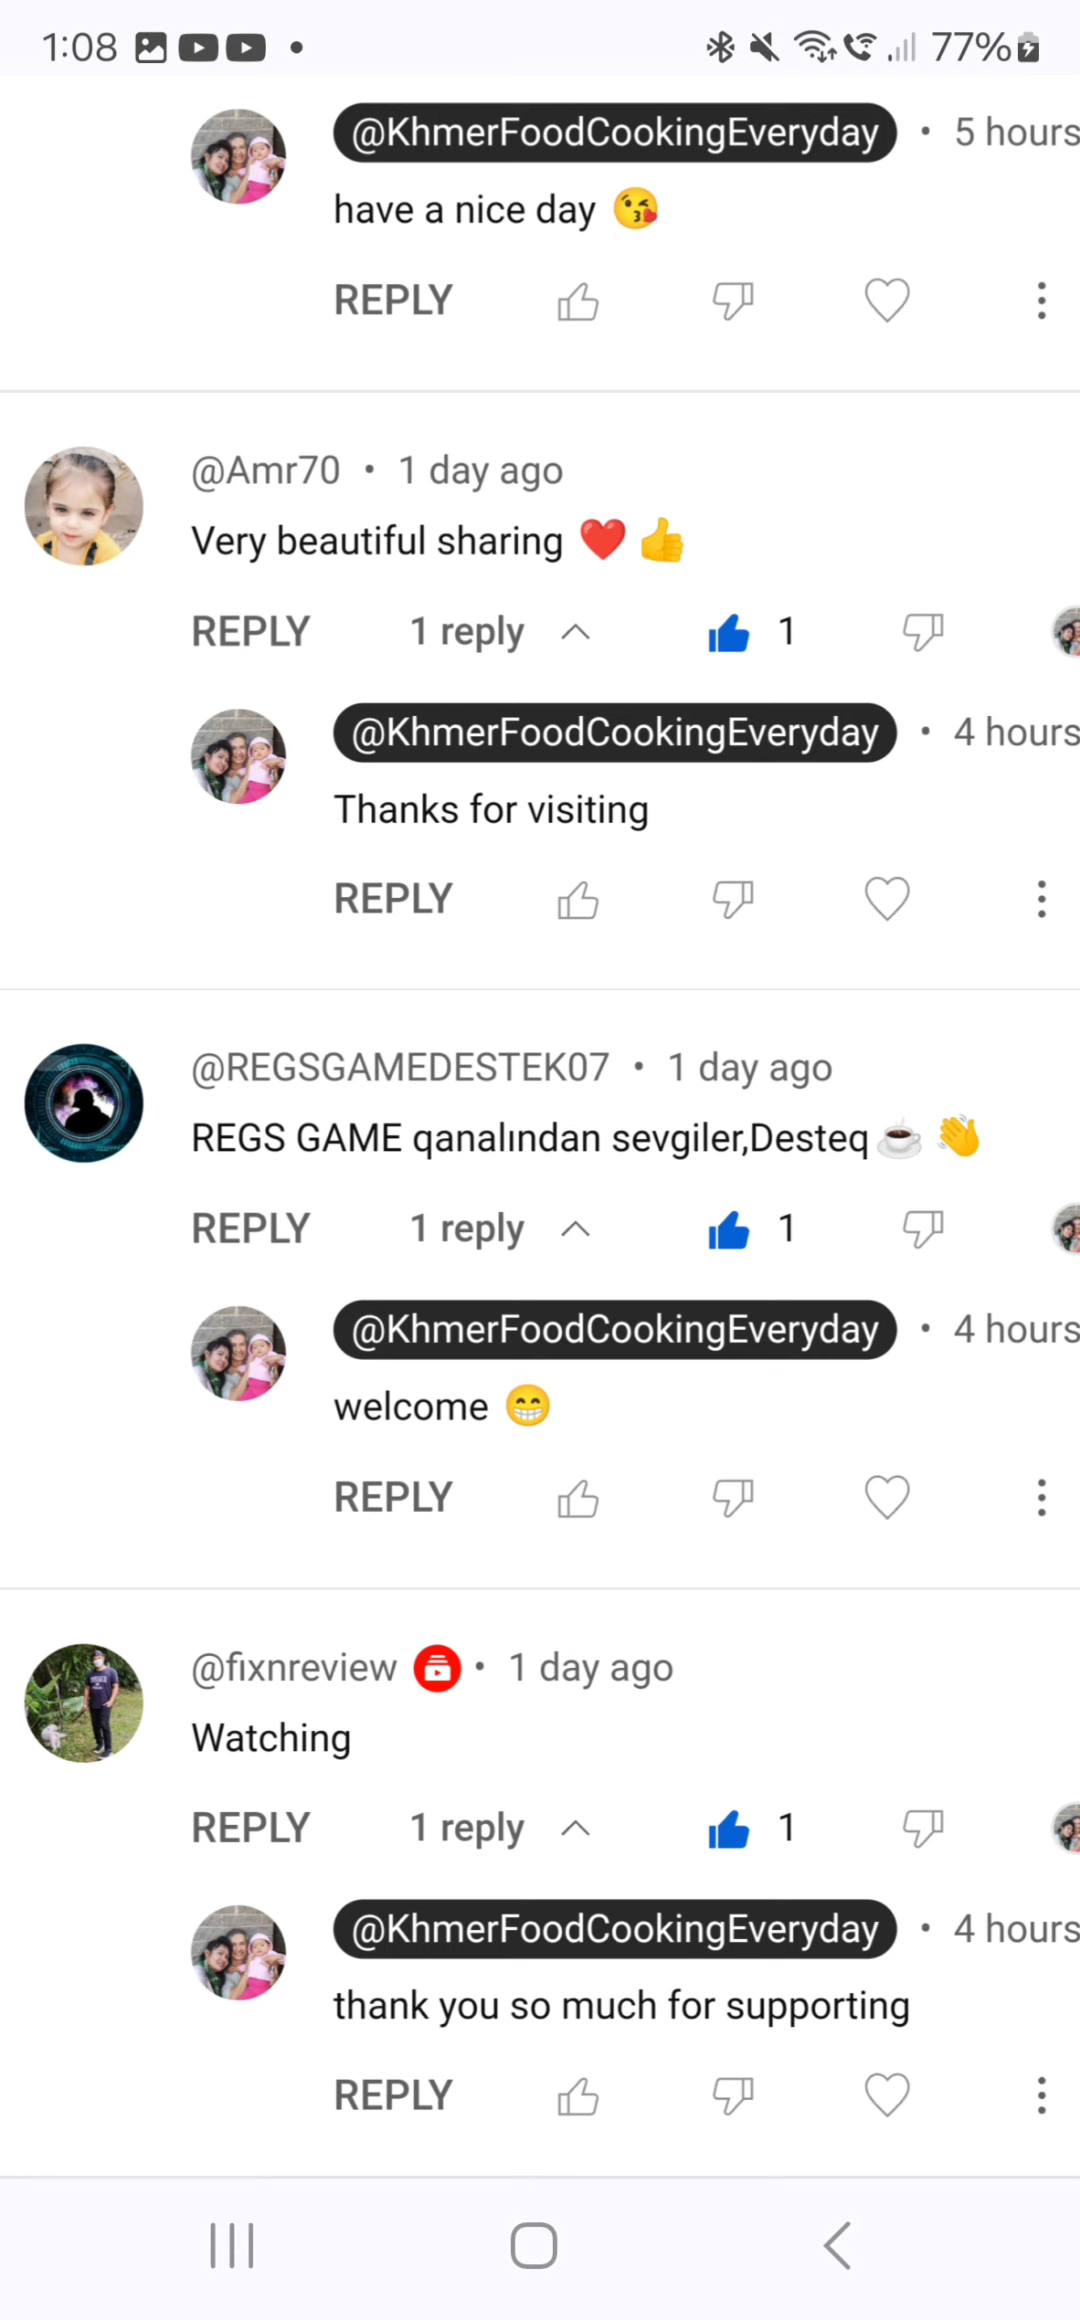 1:08 77%
@KhmerFoodCookingEveryday • 5 hours
have a nice day 😘
REPLY
@Amr70 • 1 day ago
Very beautiful sharing ❤️ 👍
REPLY 1 reply 1
@KhmerFoodCookingEveryday • 4 hours
Thanks for visiting
REPLY
@REGSGAMEDESTEK07 • 1 day ago
REGS GAME qanalından sevgiler,Desteq ☕ 👋
REPLY 1 reply 1
@KhmerFoodCookingEveryday • 4 hours
welcome 😁
REPLY
@fixnreview • 1 day ago
Watching
REPLY 1 reply 1
@KhmerFoodCookingEveryday • 4 hours
thank you so much for supporting
REPLY